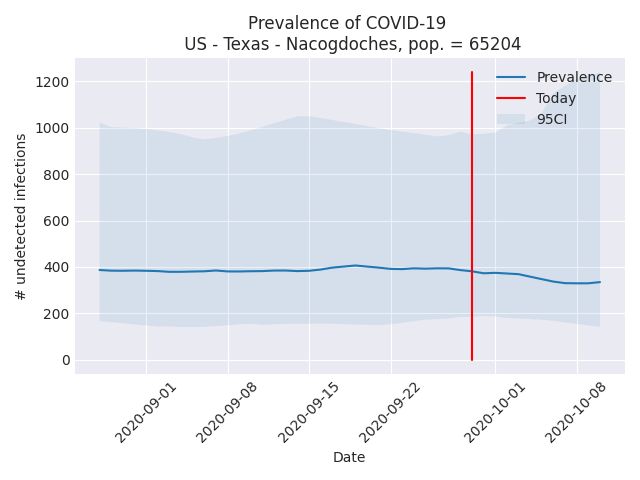 Prevalence of COVID-19
US - Texas - Nacogdoches, pop. = 65204
1200
1000
800
600
400
200
0
# undetected infections
Prevalence
Today
95CI
2020-09-01
2020-09-08
2020-09-15
2020-09-22
2020-10-01
2020-10-08
Date